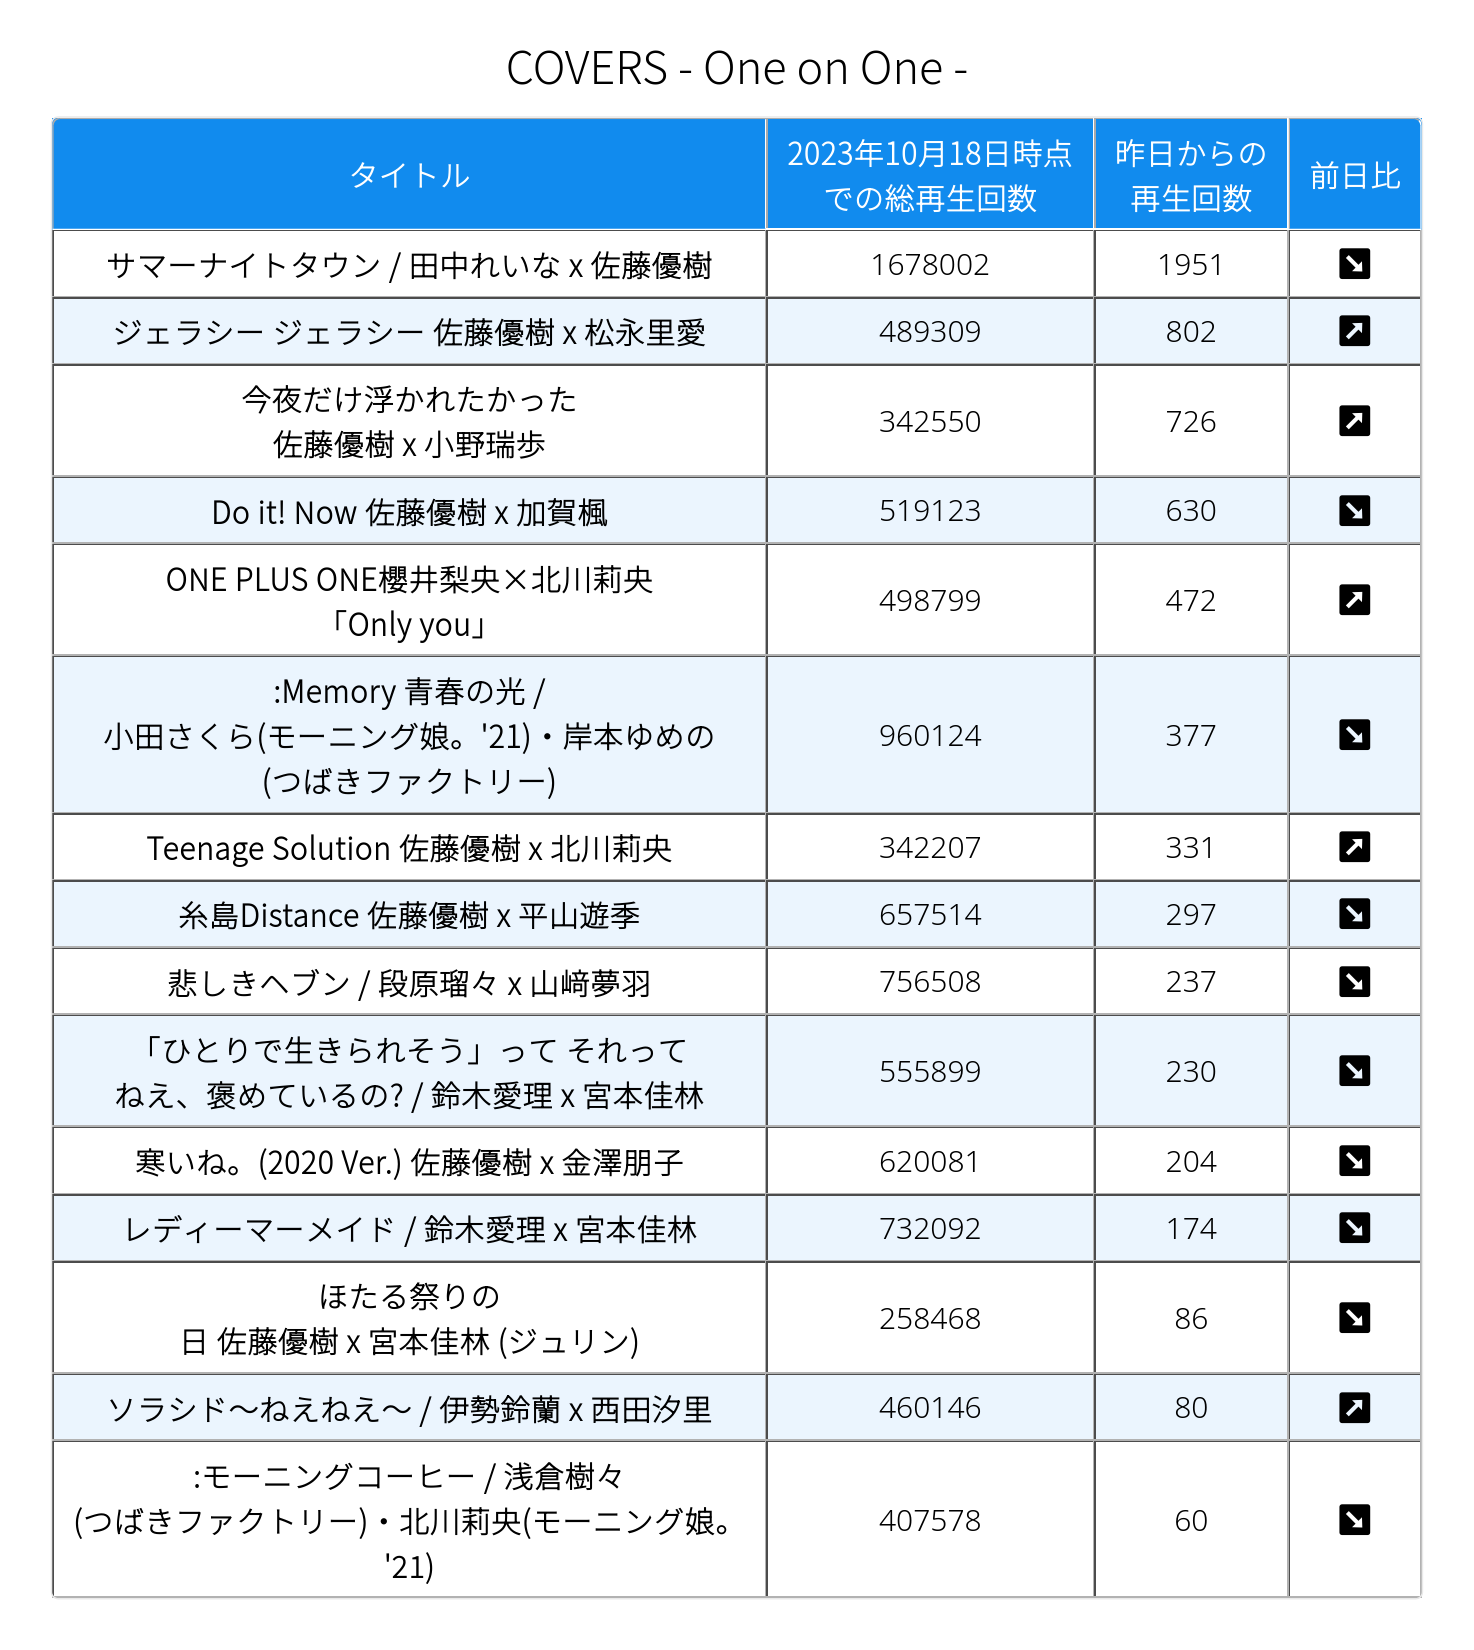 COVERS - One on One -
タイトル
2023年10月18日時点
での総再生回数
昨日からの
再生回数
前日比
サマーナイトタウン / 田中れいな x 佐藤優樹
1678002
1951
ジェラシー ジェラシー 佐藤優樹 x 松永里愛
489309
802
今夜だけ浮かれたかった
佐藤優樹 x 小野瑞歩
342550
726
Do it! Now 佐藤優樹 x 加賀楓
519123
630
ONE PLUS ONE櫻井梨央×北川莉央
「Only you」
498799
472
:Memory 青春の光 /
小田さくら(モーニング娘。'21)・岸本ゆめの
(つばきファクトリー)
960124
377
Teenage Solution 佐藤優樹 x 北川莉央
342207
331
糸島Distance 佐藤優樹 x 平山遊季
657514
297
悲しきヘブン / 段原瑠々 x 山﨑夢羽
756508
237
「ひとりで生きられそう」って それって
ねえ、褒めているの? / 鈴木愛理 x 宮本佳林
555899
230
寒いね。(2020 Ver.) 佐藤優樹 x 金澤朋子
620081
204
レディーマーメイド / 鈴木愛理 x 宮本佳林
732092
174
ほたる祭りの
日 佐藤優樹 x 宮本佳林 (ジュリン)
258468
86
ソラシド〜ねえねえ〜 / 伊勢鈴蘭 x 西田汐里
460146
80
:モーニングコーヒー / 浅倉樹々
(つばきファクトリー)・北川莉央(モーニング娘。
'21)
407578
60